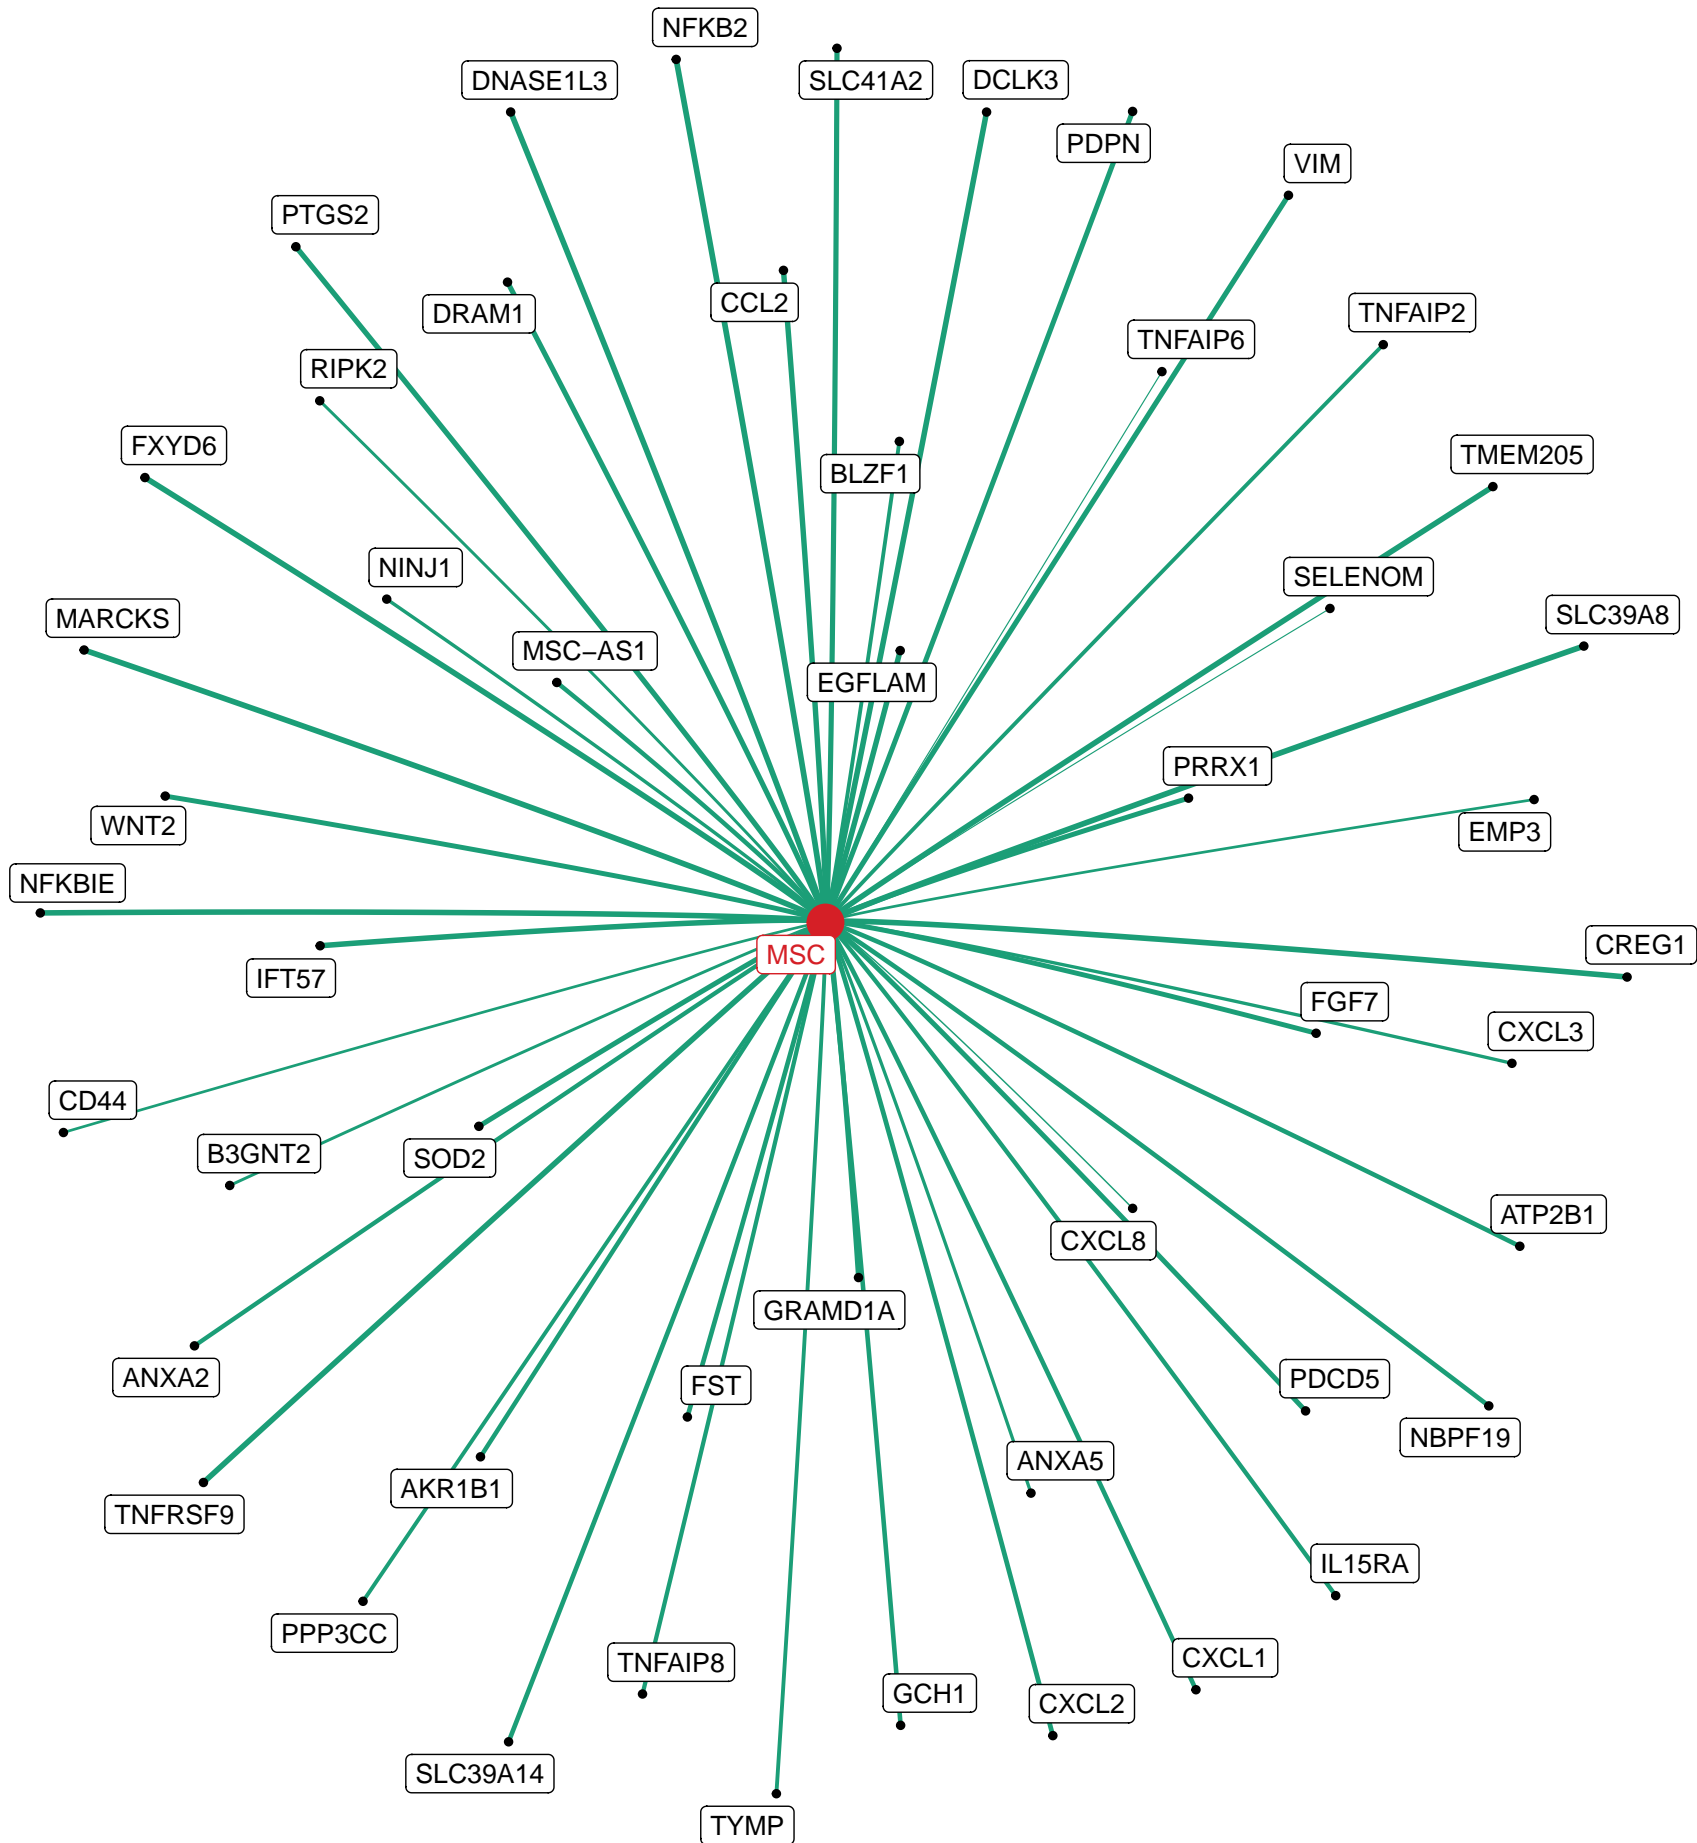 NFKB2
DNASE1L3
SLC41A2
DCLK3
PDPN
VIM
PTGS2
DRAM1
CCL2
TNFAIP2
TNFAIP6
RIPK2
FXYD6
BLZF1
TMEM205
NINJ1
SELENOM
MARCKS
SLC39A8
MSC−AS1
EGFLAM
PRRX1
WNT2
EMP3
NFKBIE
CREG1
MSC
IFT57
FGF7
CXCL3
CD44
B3GNT2
SOD2
ATP2B1
CXCL8
GRAMD1A
ANXA2
FST
PDCD5
NBPF19
ANXA5
AKR1B1
TNFRSF9
IL15RA
PPP3CC
CXCL1
TNFAIP8
GCH1
CXCL2
SLC39A14
TYMP